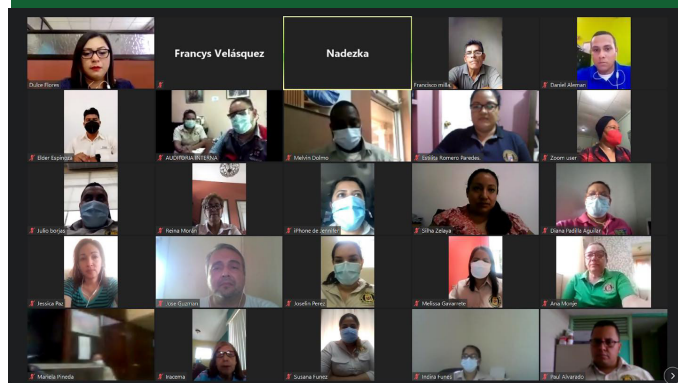 Francys Velásquez
Nadezka
Dulce Flores
Francisco milla
Daniel Aleman
Elder Espinoza
AUDITORIA INTERNA
Melvin Dolmo
Estelita Romero Paredes.
Zoom user
Julio borjas
Reina Morán
iPhone de Jennifer
Silha Zelaya
Diana Padilla Aguilar
Jessica Paz
Jose Guzman
Joselin Perez
Melissa Gavarrete
Ana Monje
Mariela Pineda
Iracema
Susana Funez
Indira Funes
Paul Alvarado